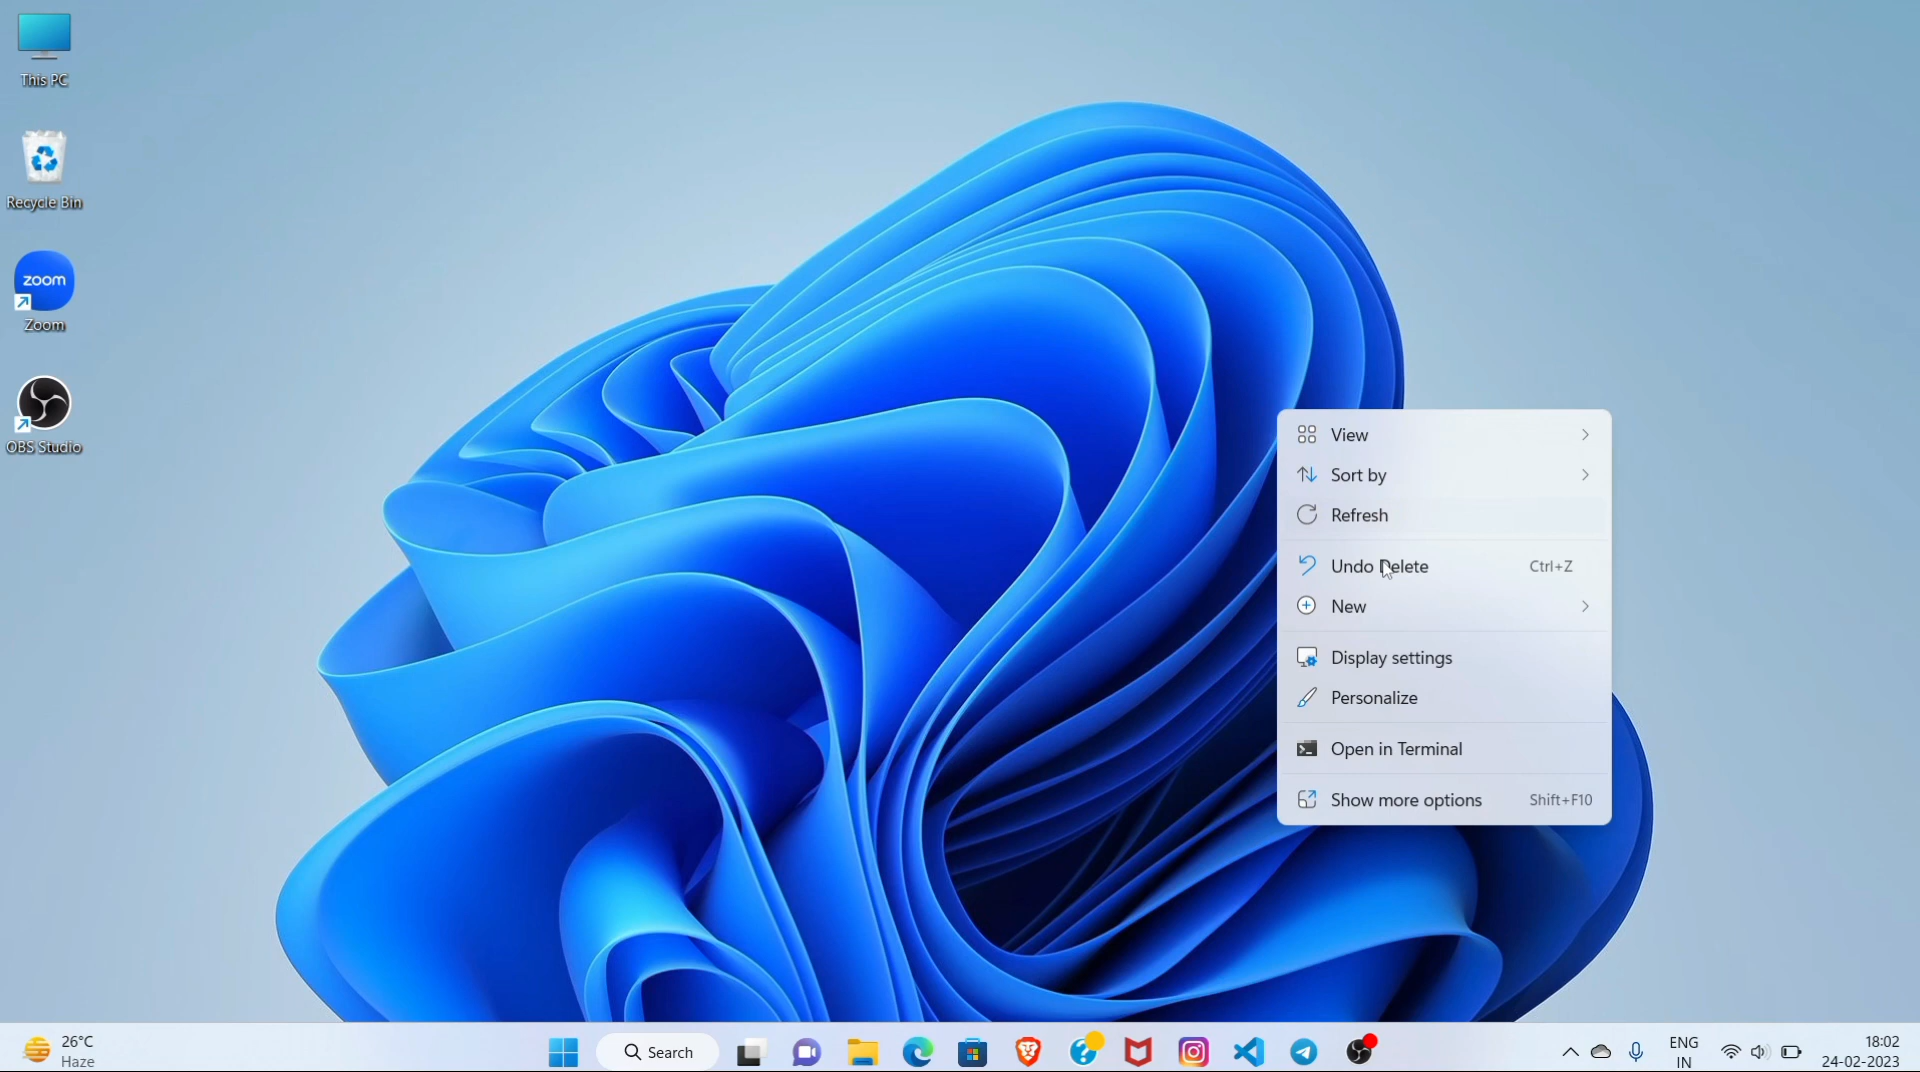 This PC
Recycle Bin
zoom
Zoom
OBS Studio
View
Sort by
Refresh
Undo Delete Ctrl+Z
New
Display settings
Personalize
Open in Terminal
Show more options Shift+F10
26°C
Haze
Search
ENG
IN
18:02
24-02-2023